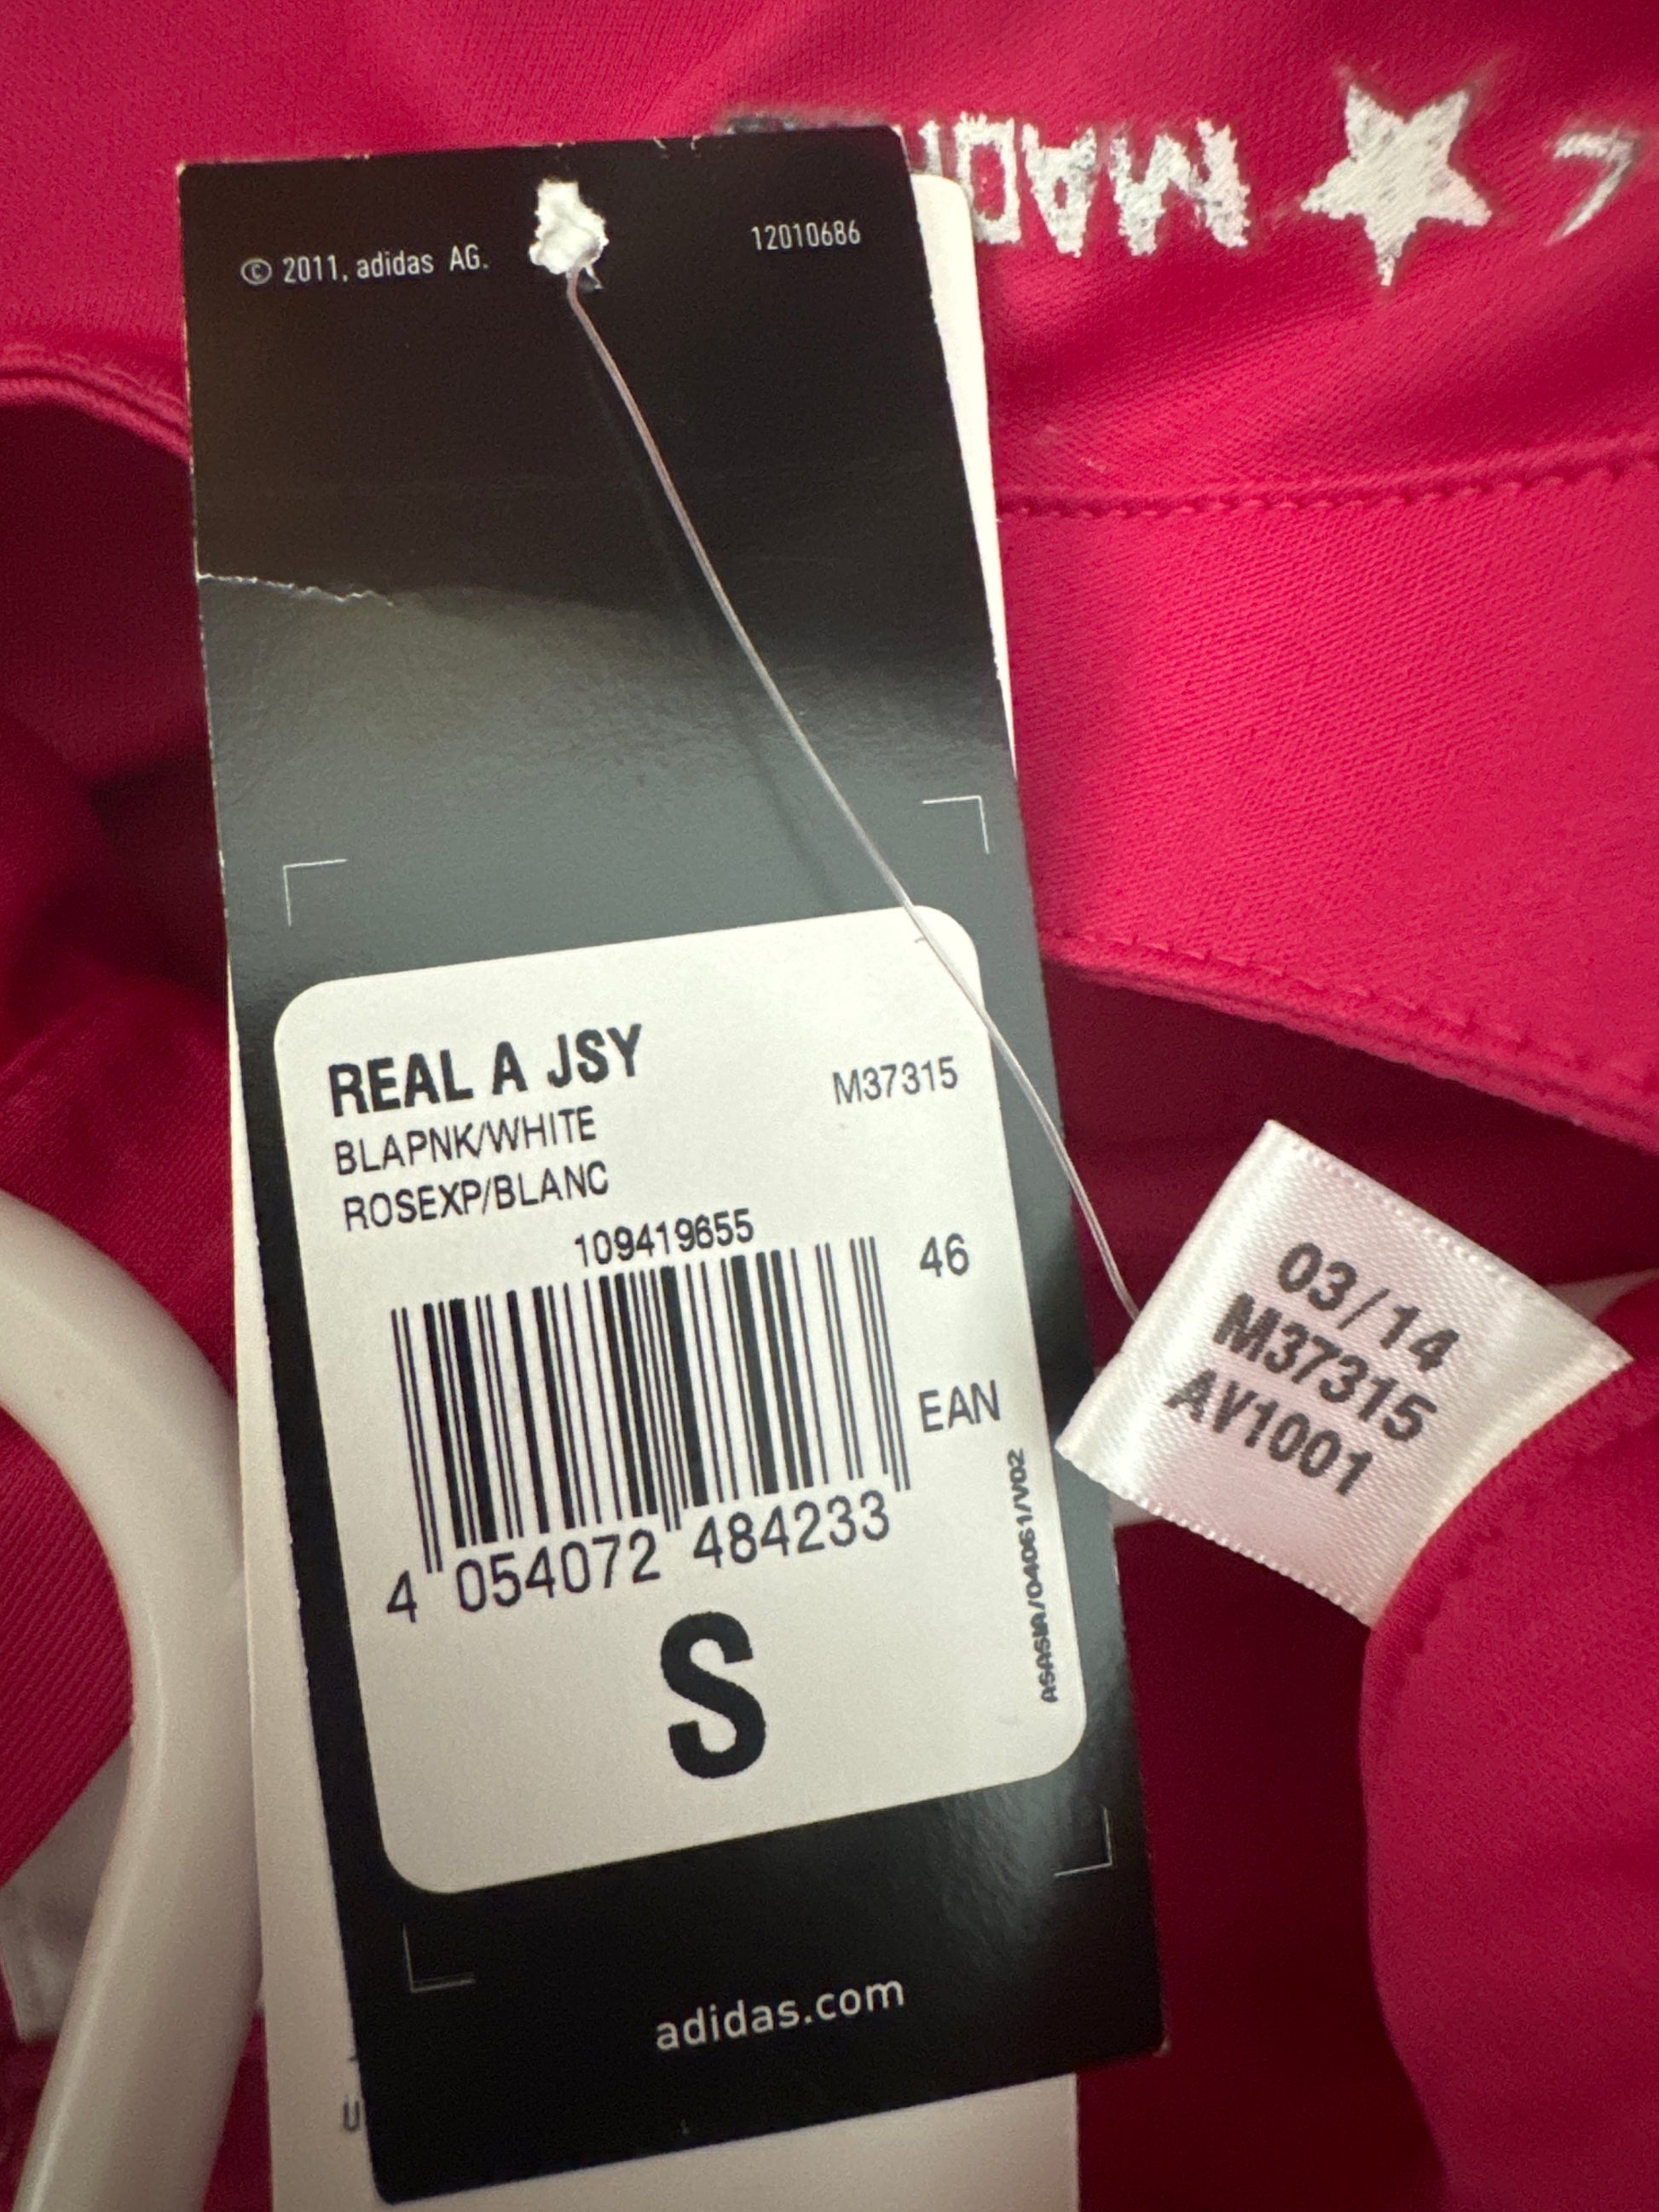 © 2011, adidas AG.
12010686
REAL A JSY
M37315
BLAPNK/WHITE
ROSEXP/BLANC
109419655
46
EAN
4 054072 484233
ASASIA/04061/V02
S
adidas.com
03/14
M37315
AV1001